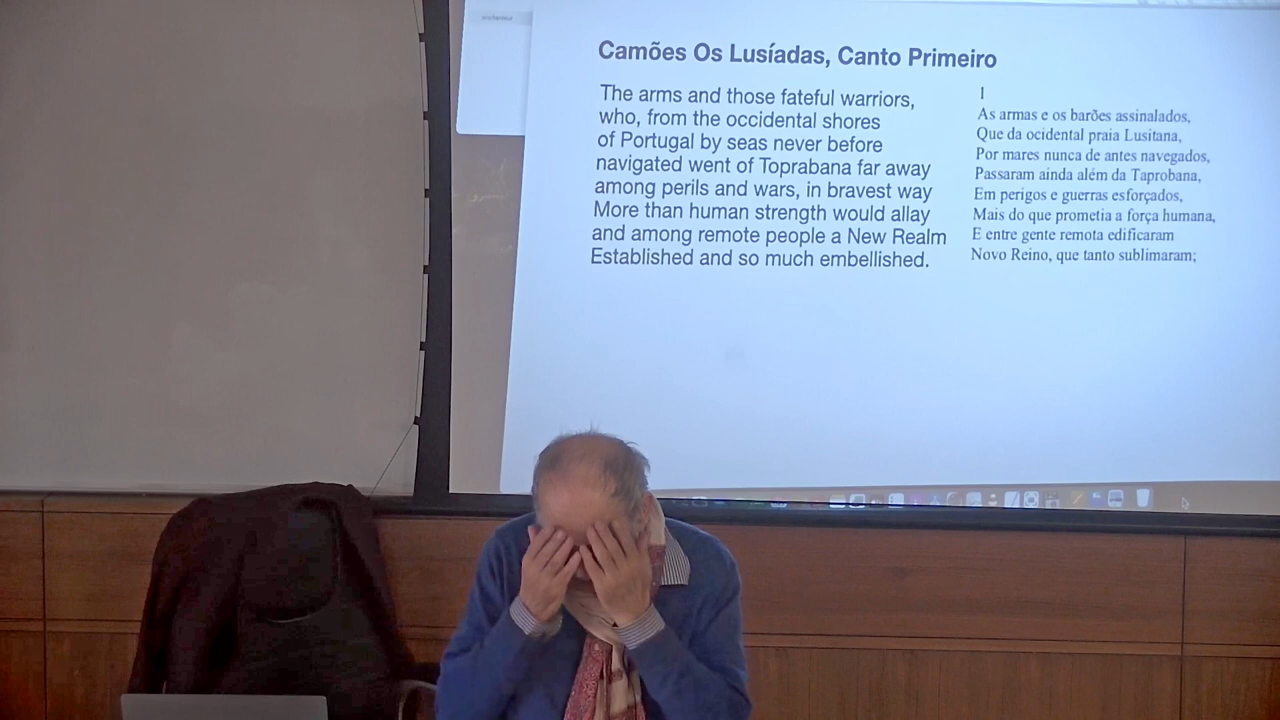 enchanteur
Camões Os Lusíadas, Canto Primeiro
The arms and those fateful warriors,
who, from the occidental shores
of Portugal by seas never before
navigated went of Toprabana far away
among perils and wars, in bravest way
More than human strength would allay
and among remote people a New Realm
Established and so much embellished.
I
As armas e os barões assinalados,
Que da ocidental praia Lusitana,
Por mares nunca de antes navegados,
Passaram ainda além da Taprobana,
Em perigos e guerras esforçados,
Mais do que prometia a força humana,
E entre gente remota edificaram
Novo Reino, que tanto sublimaram;